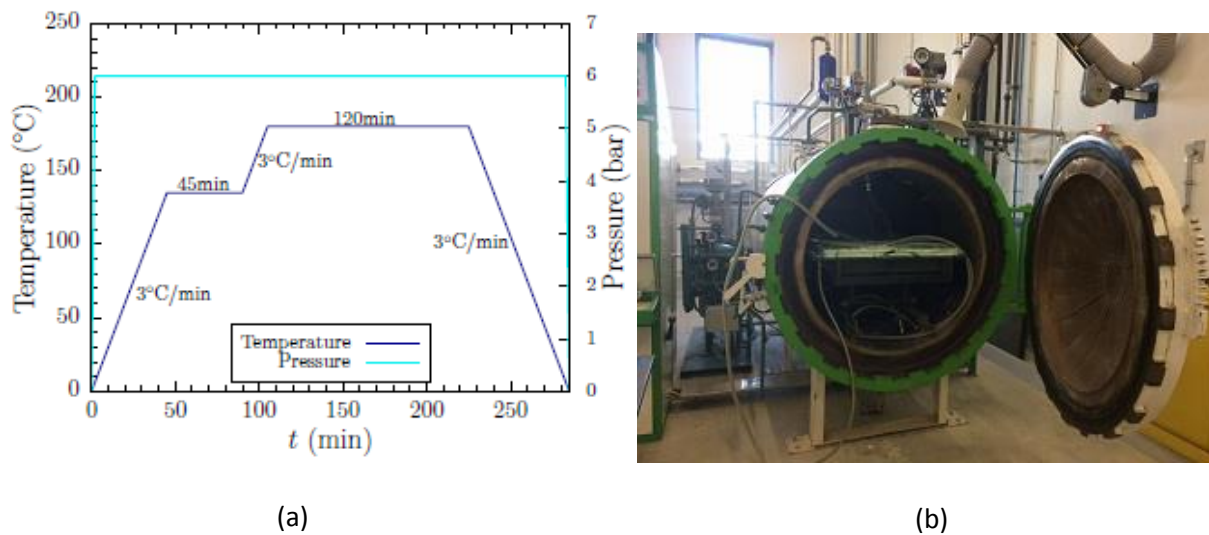 250
200
150
100
50
0
Temperature (°C)
7
6
5
4
3
2
1
0
Pressure (bar)
120min
3°C/min
45min
3°C/min
3°C/min
Temperature
Pressure
0 50 100 150 200 250
t (min)
(a)
(b)